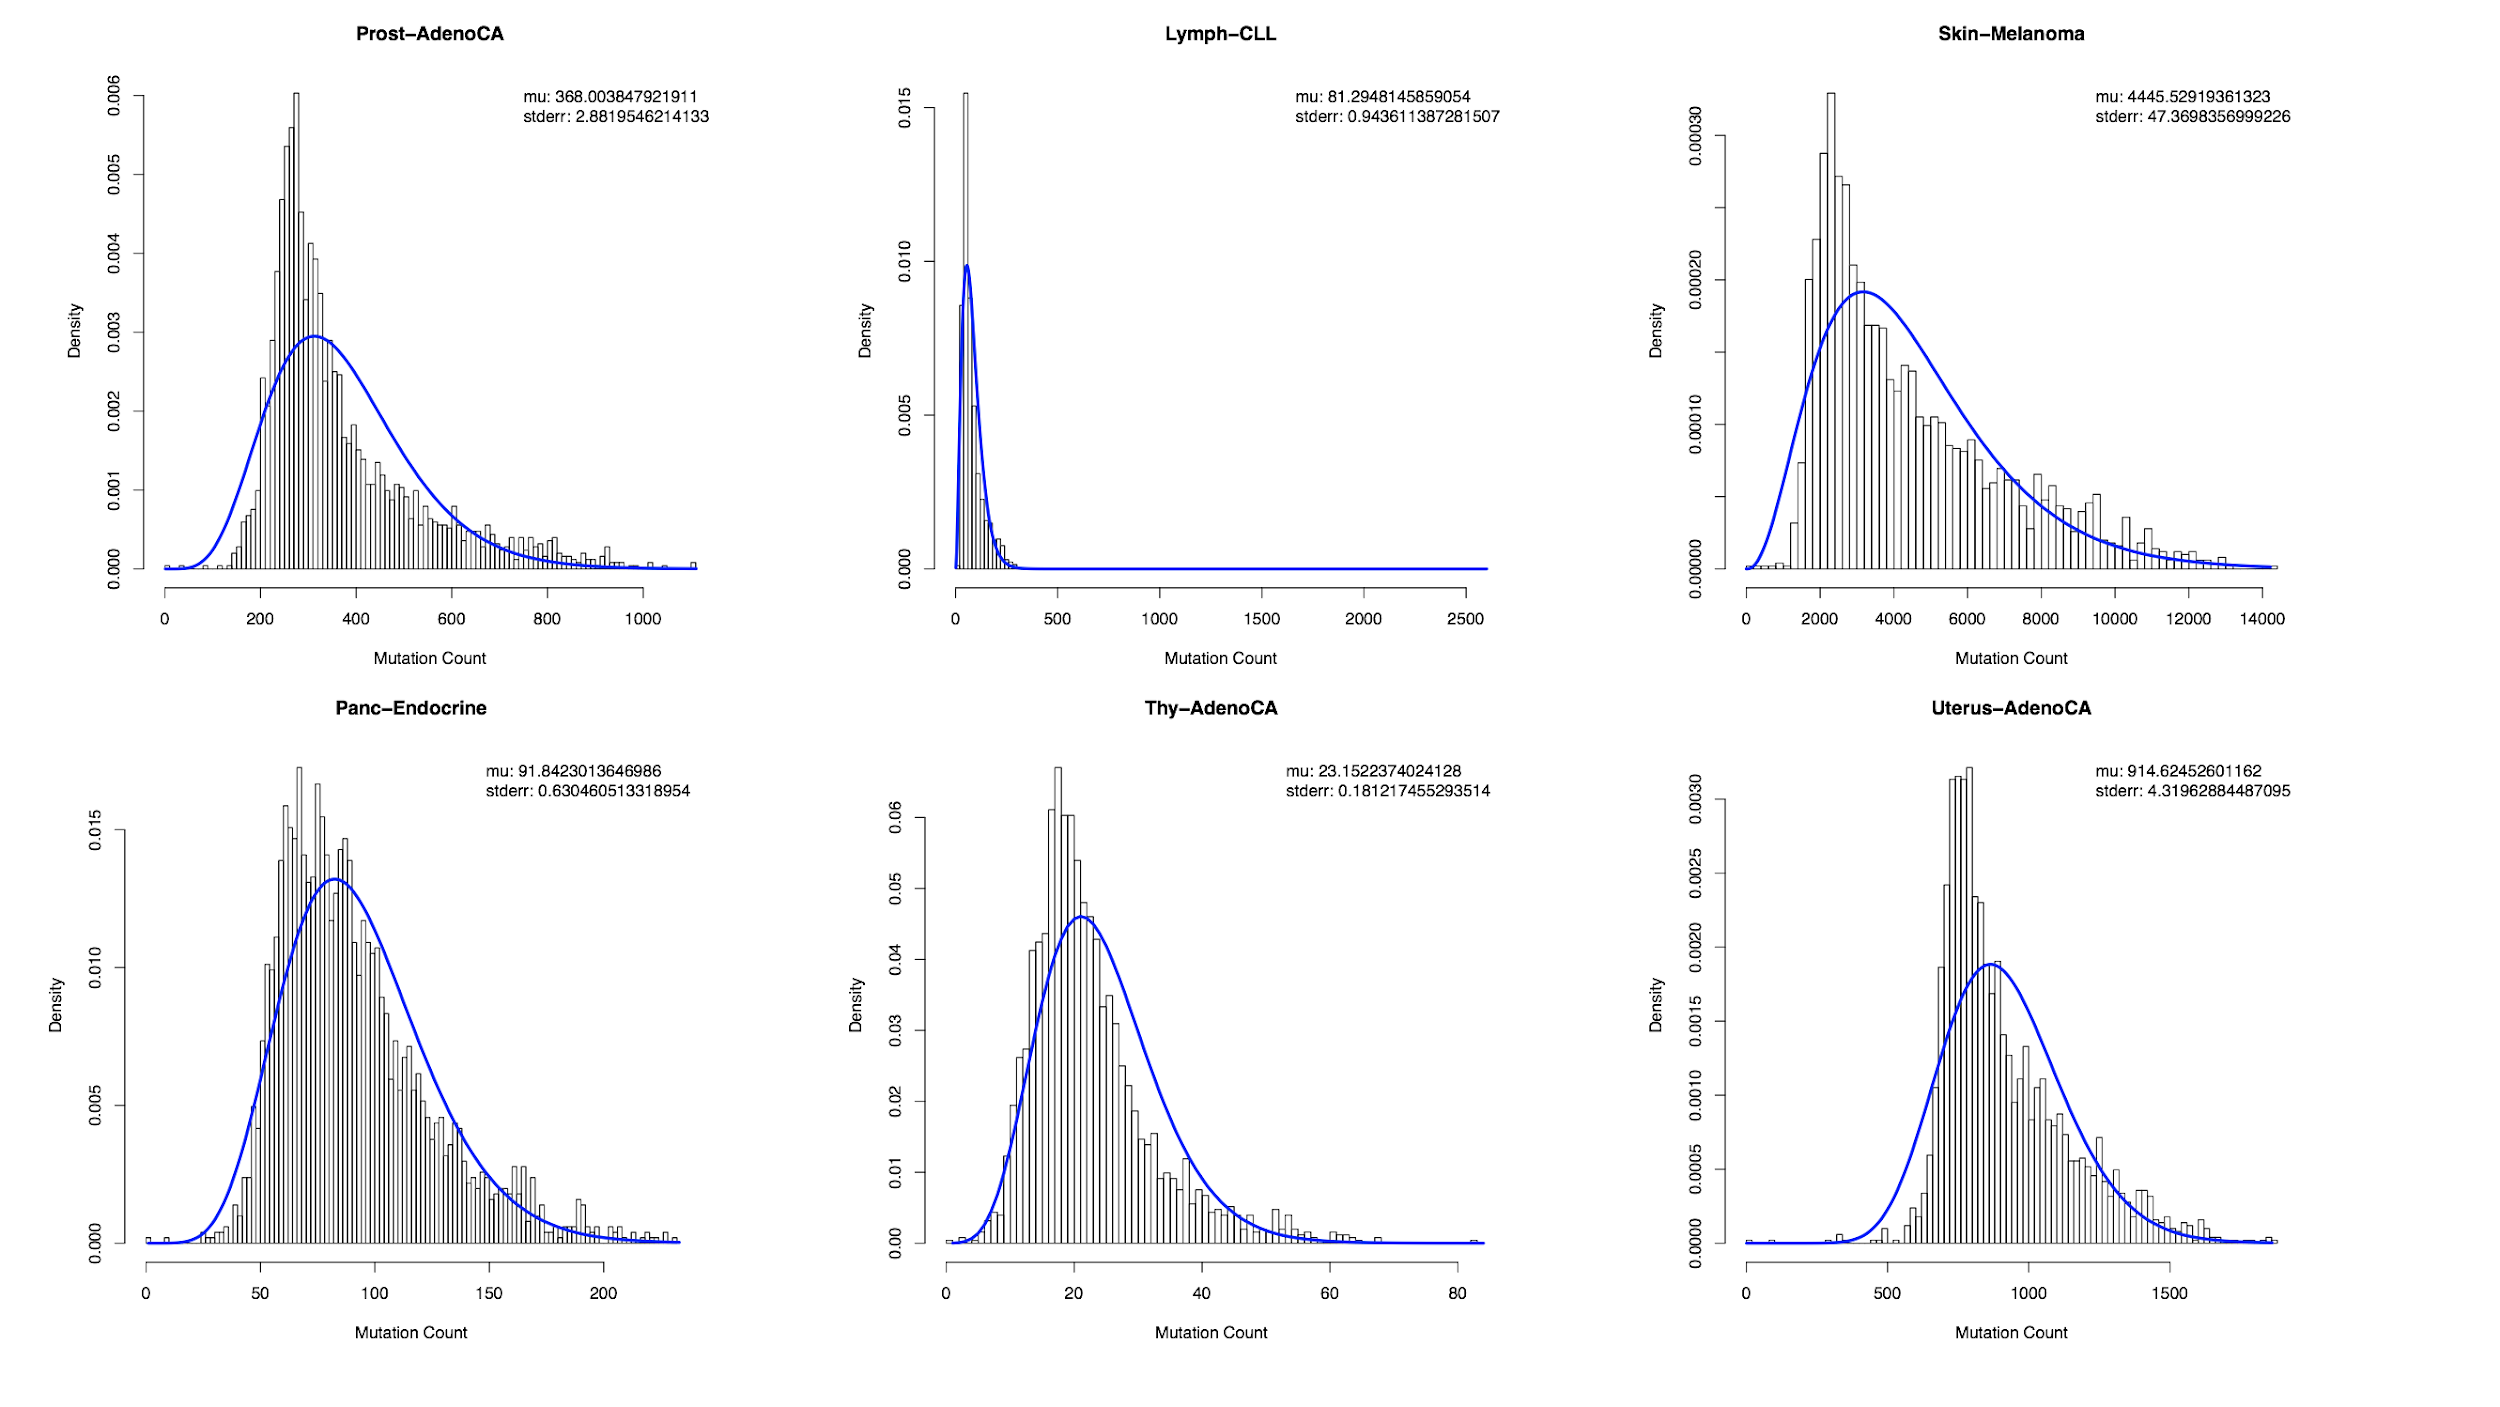 Prost−AdenoCA
mu: 368.003847921911
stderr: 2.8819546214133
Density
0.000 0.001 0.002 0.003 0.004 0.005 0.006
0 200 400 600 800 1000
Mutation Count
Lymph−CLL
mu: 81.2948145859054
stderr: 0.943611387281507
Density
0.000 0.005 0.010 0.015
0 500 1000 1500 2000 2500
Mutation Count
Skin−Melanoma
mu: 4445.52919361323
stderr: 47.3698356999226
Density
0.00000 0.00010 0.00020 0.00030
0 2000 4000 6000 8000 10000 12000 14000
Mutation Count
Panc−Endocrine
mu: 91.8423013646986
stderr: 0.630460513318954
Density
0.000 0.005 0.010 0.015
0 50 100 150 200
Mutation Count
Thy−AdenoCA
mu: 23.1522374024128
stderr: 0.181217455293514
Density
0.00 0.01 0.02 0.03 0.04 0.05 0.06
0 20 40 60 80
Mutation Count
Uterus−AdenoCA
mu: 914.62452601162
stderr: 4.31962884487095
Density
0.0000 0.0005 0.0010 0.0015 0.0020 0.0025 0.0030
0 500 1000 1500
Mutation Count